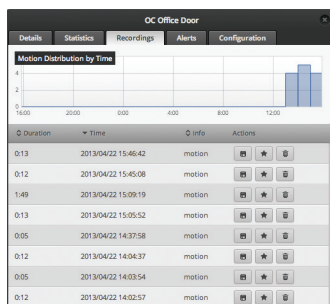 OC Office Door
Details Statistics Recordings Alerts Configuration
Motion Distribution by Time
4
2
0
16:00 20:00 0:00 4:00 8:00 12:00
Duration Time Info Actions
0:13 2013/04/22 15:46:42 motion
0:12 2013/04/22 15:45:08 motion
1:49 2013/04/22 15:09:19 motion
0:13 2013/04/22 15:05:52 motion
0:05 2013/04/22 14:37:58 motion
0:12 2013/04/22 14:04:37 motion
0:05 2013/04/22 14:03:54 motion
0:12 2013/04/22 14:02:57 motion